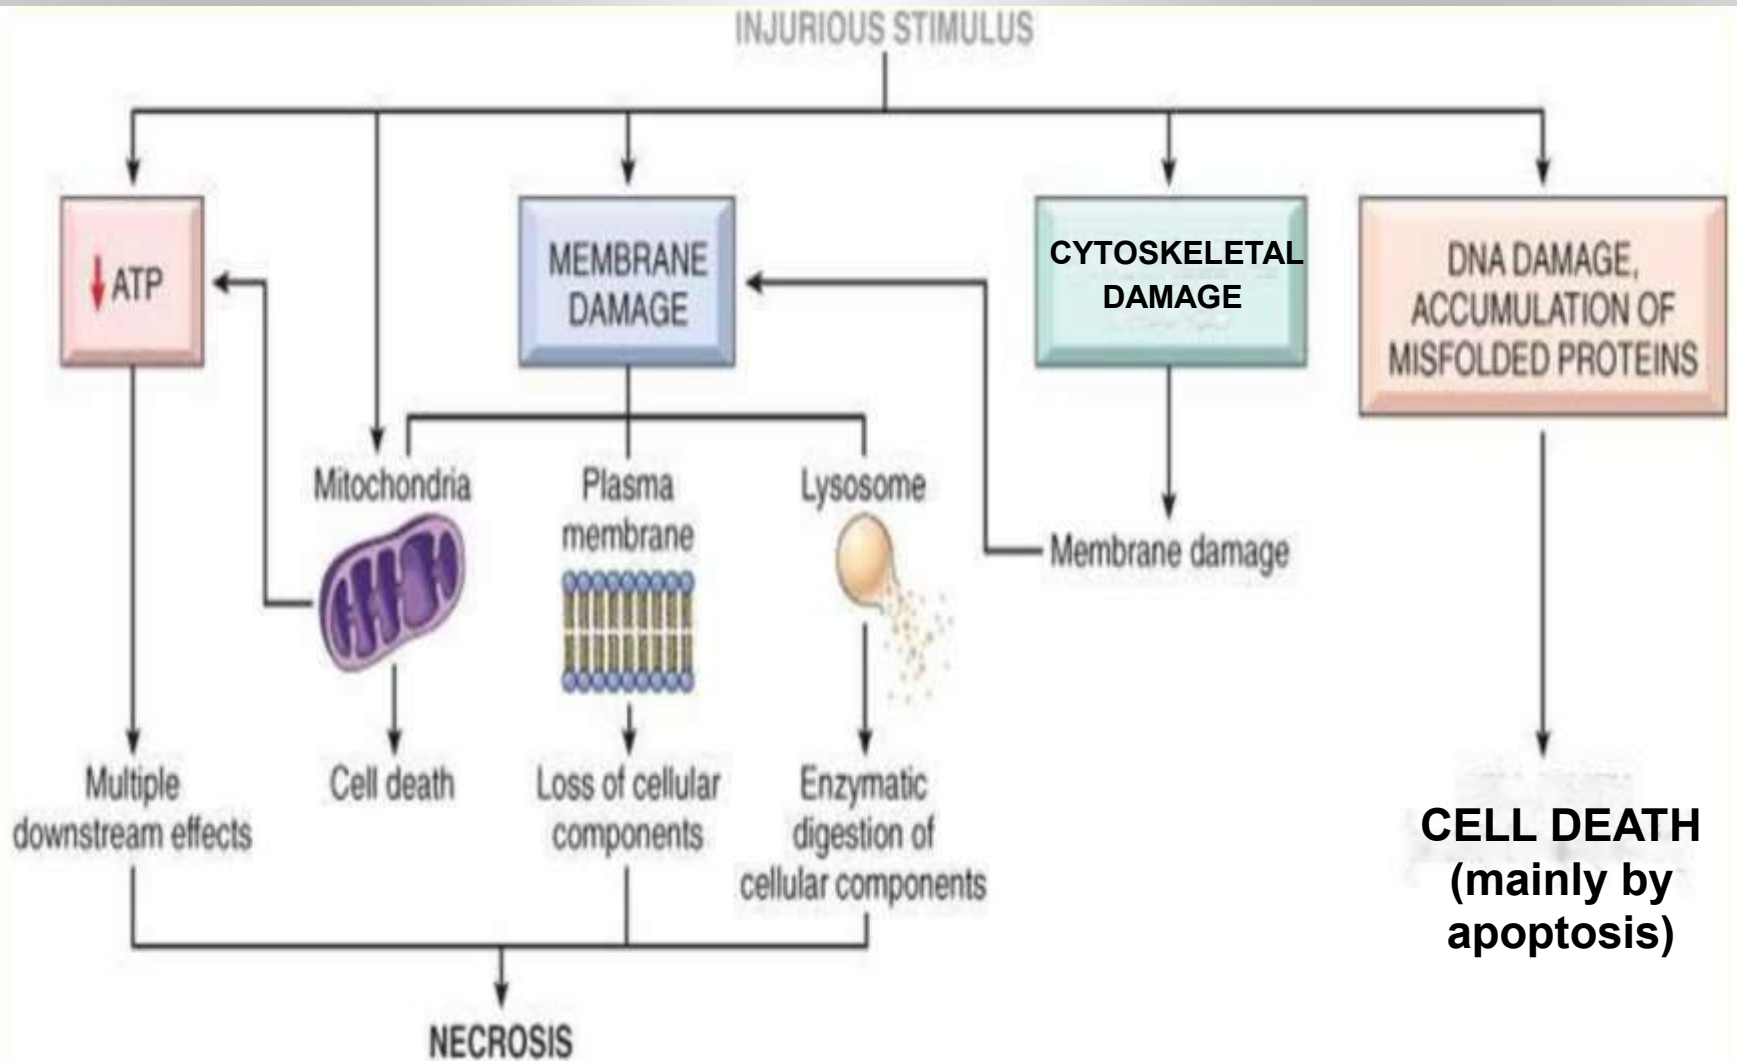 INJURIOUS STIMULUS
ATP
MEMBRANE
DAMAGE
CYTOSKELETAL
DAMAGE
DNA DAMAGE,
ACCUMULATION OF
MISFOLDED PROTEINS
Mitochondria
Plasma
membrane
Lysosome
Membrane damage
Multiple
downstream effects
Cell death
Loss of cellular
components
Enzymatic
digestion of
cellular components
CELL DEATH
(mainly by
apoptosis)
NECROSIS